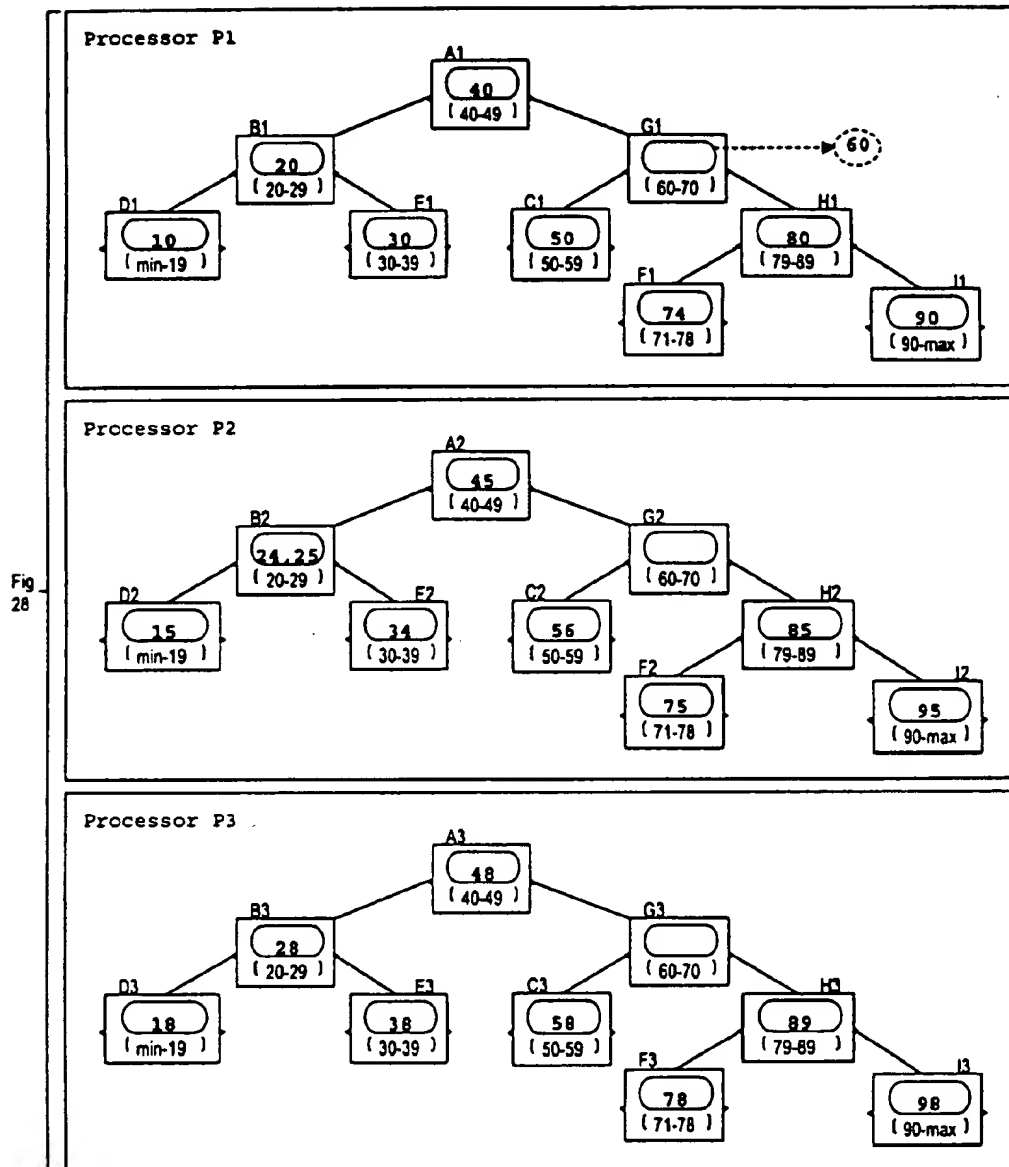 Processor P1
A1
40
( 40-49 )
B1
20
( 20-29 )
G1
60
( 60-70 )
D1
10
( min-19 )
E1
30
( 30-39 )
C1
50
( 50-59 )
H1
80
( 79-89 )
F1
74
( 71-78 )
I1
90
( 90-max )
Processor P2
A2
45
( 40-49 )
B2
24,25
( 20-29 )
G2
( 60-70 )
Fig
28
D2
15
( min-19 )
E2
34
( 30-39 )
C2
56
( 50-59 )
H2
85
( 79-89 )
F2
75
( 71-78 )
I2
95
( 90-max )
Processor P3
A3
48
( 40-49 )
B3
28
( 20-29 )
G3
( 60-70 )
D3
18
( min-19 )
E3
38
( 30-39 )
C3
58
( 50-59 )
H3
89
( 79-89 )
F3
78
( 71-78 )
I3
98
( 90-max )